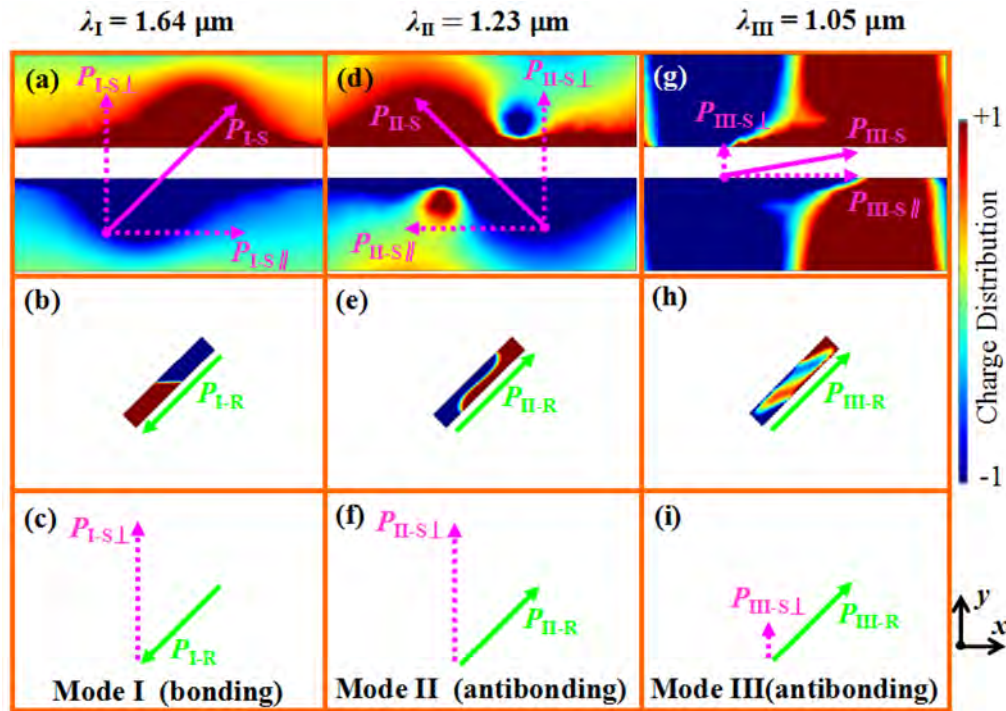 λI = 1.64 μm
λII = 1.23 μm
λIII = 1.05 μm
(a)
PI-S⊥
PI-S
PI-S∥
(d)
PII-S⊥
PII-S
PII-S∥
(g)
PIII-S⊥
PIII-S
PIII-S∥
+1
Charge Distribution
-1
(b)
PI-R
(e)
PII-R
(h)
PIII-R
(c)
PI-S⊥
PI-R
Mode I (bonding)
(f)
PII-S⊥
PII-R
Mode II (antibonding)
(i)
PIII-S⊥
PIII-R
Mode III(antibonding)
y
x